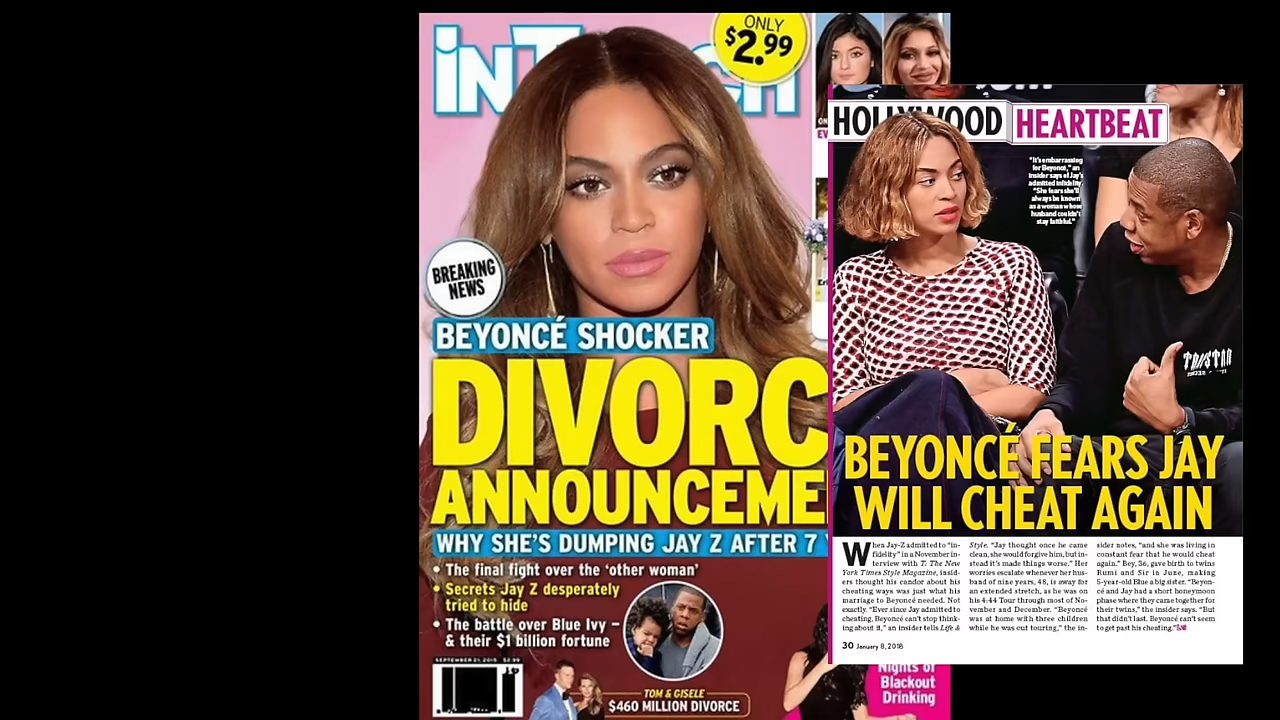 ONLY
$2.99
BREAKING
NEWS
BEYONCÉ SHOCKER
DIVORC
ANNOUNCEME
WHY SHE'S DUMPING JAY Z AFTER 7
• The final fight over the 'other woman'
• Secrets Jay Z desperately
tried to hide
• The battle over Blue Ivy –
& their $1 billion fortune
SEPTEMBER 21, 2015 $2.99
TOM & GISELE
$460 MILLION DIVORCE
Nights of
Blackout
Drinking
HEARTBEAT
"It's embarrassing
for Beyoncé," an
insider says of Jay's
admitted infidelity.
"She fears she'll
always be known
as a woman whose
husband couldn't
stay faithful."
TRISTAR
BEYONCÉ FEARS JAY
WILL CHEAT AGAIN
When Jay-Z admitted to "in-
fidelity" in a November in-
terview with T: The New
York Times Style Magazine, insid-
ers thought his candor about his
cheating ways was just what his
marriage to Beyoncé needed. Not
exactly. "Ever since Jay admitted to
cheating, Beyoncé can't stop think-
ing about it," an insider tells Life &
Style. "Jay thought once he came
clean, she would forgive him, but in-
stead it's made things worse." Her
worries escalate whenever her hus-
band of nine years, 48, is away for
an extended stretch, as he was on
his 4:44 Tour through most of No-
vember and December. "Beyoncé
was at home with three children
while he was out touring," the in-
sider notes, "and she was living in
constant fear that he would cheat
again." Bey, 36, gave birth to twins
Rumi and Sir in June, making
5-year-old Blue a big sister. "Beyon-
cé and Jay had a short honeymoon
phase where they came together for
their twins," the insider says. "But
that didn't last. Beyoncé can't seem
to get past his cheating."
30 January 8, 2018